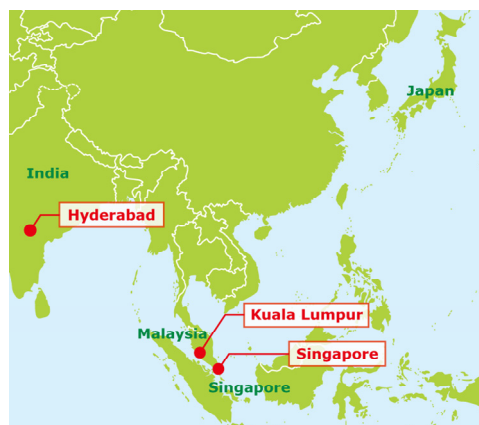 Japan
India
Hyderabad
Kuala Lumpur
Malaysia
Singapore
Singapore